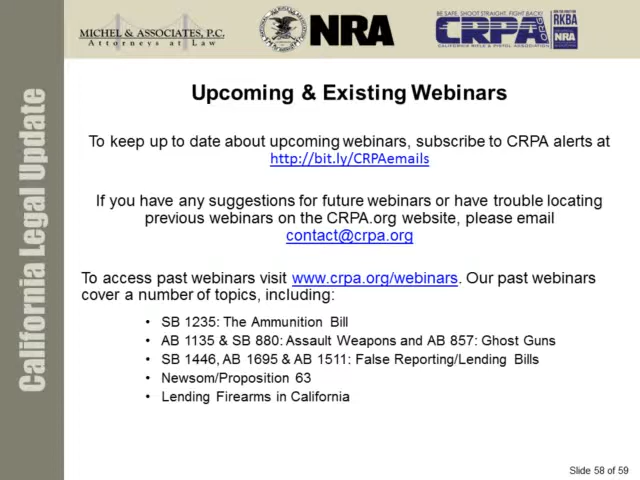 MICHEL & ASSOCIATES, P.C.
Attorneys at Law
NRA
BE SAFE. SHOOT STRAIGHT. FIGHT BACK!
CRPA.ORG
CALIFORNIA RIFLE & PISTOL ASSOCIATION
RKBA
NRA
California Legal Update
Upcoming & Existing Webinars
To keep up to date about upcoming webinars, subscribe to CRPA alerts at
http://bit.ly/CRPAemails
If you have any suggestions for future webinars or have trouble locating
previous webinars on the CRPA.org website, please email
contact@crpa.org
To access past webinars visit www.crpa.org/webinars. Our past webinars
cover a number of topics, including:
• SB 1235: The Ammunition Bill
• AB 1135 & SB 880: Assault Weapons and AB 857: Ghost Guns
• SB 1446, AB 1695 & AB 1511: False Reporting/Lending Bills
• Newsom/Proposition 63
• Lending Firearms in California
Slide 58 of 59